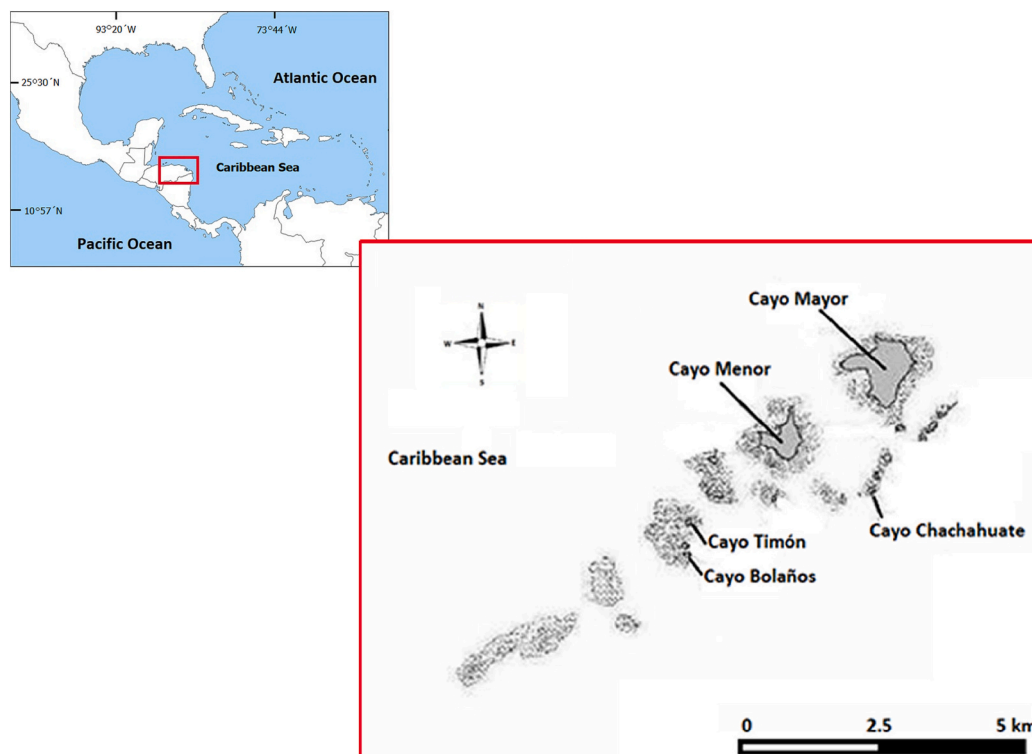 93°20´W
73°44´W
25°30´N
Atlantic Ocean
Caribbean Sea
10°57´N
Pacific Ocean
N
W
E
S
Cayo Mayor
Cayo Menor
Caribbean Sea
Cayo Chachahuate
Cayo Timón
Cayo Bolaños
0
2.5
5 km